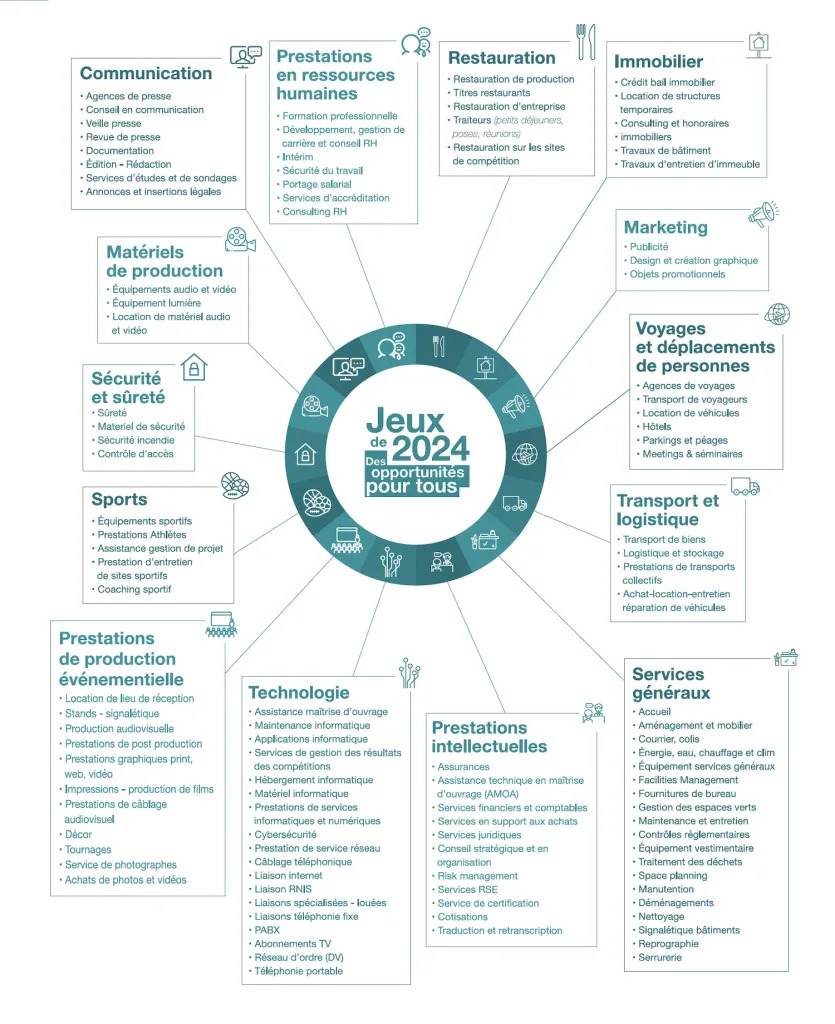 Communication
• Agences de presse
• Conseil en communication
• Veille presse
• Revue de presse
• Documentation
• Édition - Rédaction
• Services d'études et de sondages
• Annonces et insertions légales
Prestations
en ressources
humaines
• Formation professionnelle
• Développement, gestion de
carrière et conseil RH
• Intérim
• Sécurité du travail
• Portage salarial
• Services d'accréditation
• Consulting RH
Restauration
• Restauration de production
• Titres restaurants
• Restauration d'entreprise
• Traiteurs (petits déjeuners,
poses, réunions)
• Restauration sur les sites
de compétition
Immobilier
• Crédit bail immobilier
• Location de structures
temporaires
• Consulting et honoraires
• immobiliers
• Travaux de bâtiment
• Travaux d'entretien d'immeuble
Matériels
de production
• Équipements audio et vidéo
• Équipement lumière
• Location de matériel audio
et vidéo
Marketing
• Publicité
• Design et création graphique
• Objets promotionnels
Sécurité
et sûreté
• Sûreté
• Materiel de sécurité
• Sécurité incendie
• Contrôle d'accès
Jeux
de 2024
Des
opportunités
pour tous
Voyages
et déplacements
de personnes
• Agences de voyages
• Transport de voyageurs
• Location de véhicules
• Hôtels
• Parkings et péages
• Meetings & séminaires
Sports
• Équipements sportifs
• Prestations Athlètes
• Assistance gestion de projet
• Prestation d'entretien
de sites sportifs
• Coaching sportif
Transport et
logistique
• Transport de biens
• Logistique et stockage
• Prestations de transports
collectifs
• Achat-location-entretien
réparation de véhicules
Prestations
de production
événementielle
• Location de lieu de réception
• Stands - signalétique
• Production audiovisuelle
• Prestations de post production
• Prestations graphiques print,
web, vidéo
• Impressions - production de films
• Prestations de câblage
audiovisuel
• Décor
• Tournages
• Service de photographes
• Achats de photos et vidéos
Technologie
• Assistance maîtrise d'ouvrage
• Maintenance informatique
• Applications informatique
• Services de gestion des résultats
des compétitions
• Hébergement informatique
• Matériel informatique
• Prestations de services
informatiques et numériques
• Cybersécurité
• Prestation de service réseau
• Câblage téléphonique
• Liaison internet
• Liaison RNIS
• Liaisons spécialisées - louées
• Liaisons téléphonie fixe
• PABX
• Abonnements TV
• Réseau d'ordre (DV)
• Téléphonie portable
Prestations
intellectuelles
• Assurances
• Assistance technique en maîtrise
d'ouvrage (AMOA)
• Services financiers et comptables
• Services en support aux achats
• Services juridiques
• Conseil stratégique et en
organisation
• Risk management
• Services RSE
• Service de certification
• Cotisations
• Traduction et retranscription
Services
généraux
• Accueil
• Aménagement et mobilier
• Courrier, colis
• Énergie, eau, chauffage et clim
• Équipement services généraux
• Facilities Management
• Fournitures de bureau
• Gestion des espaces verts
• Maintenance et entretien
• Contrôles réglementaires
• Équipement vestimentaire
• Traitement des déchets
• Space planning
• Manutention
• Déménagements
• Nettoyage
• Signalétique bâtiments
• Reprographie
• Serrurerie